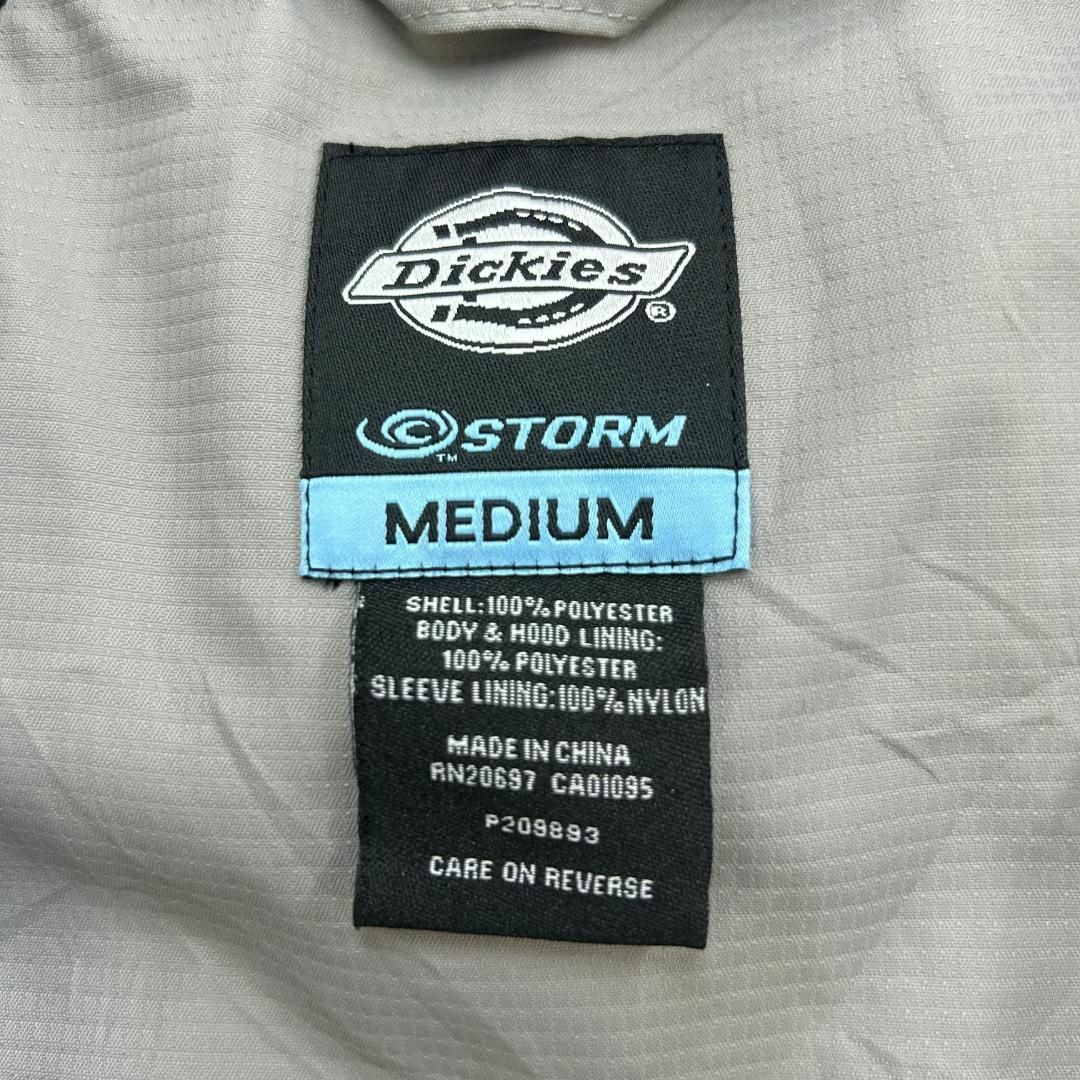 Dickies
®
© STORM
™
MEDIUM
SHELL:100% POLYESTER
BODY & HOOD LINING:
100% POLYESTER
SLEEVE LINING:100% NYLON
MADE IN CHINA
RN20697 CA01095
P209893
CARE ON REVERSE